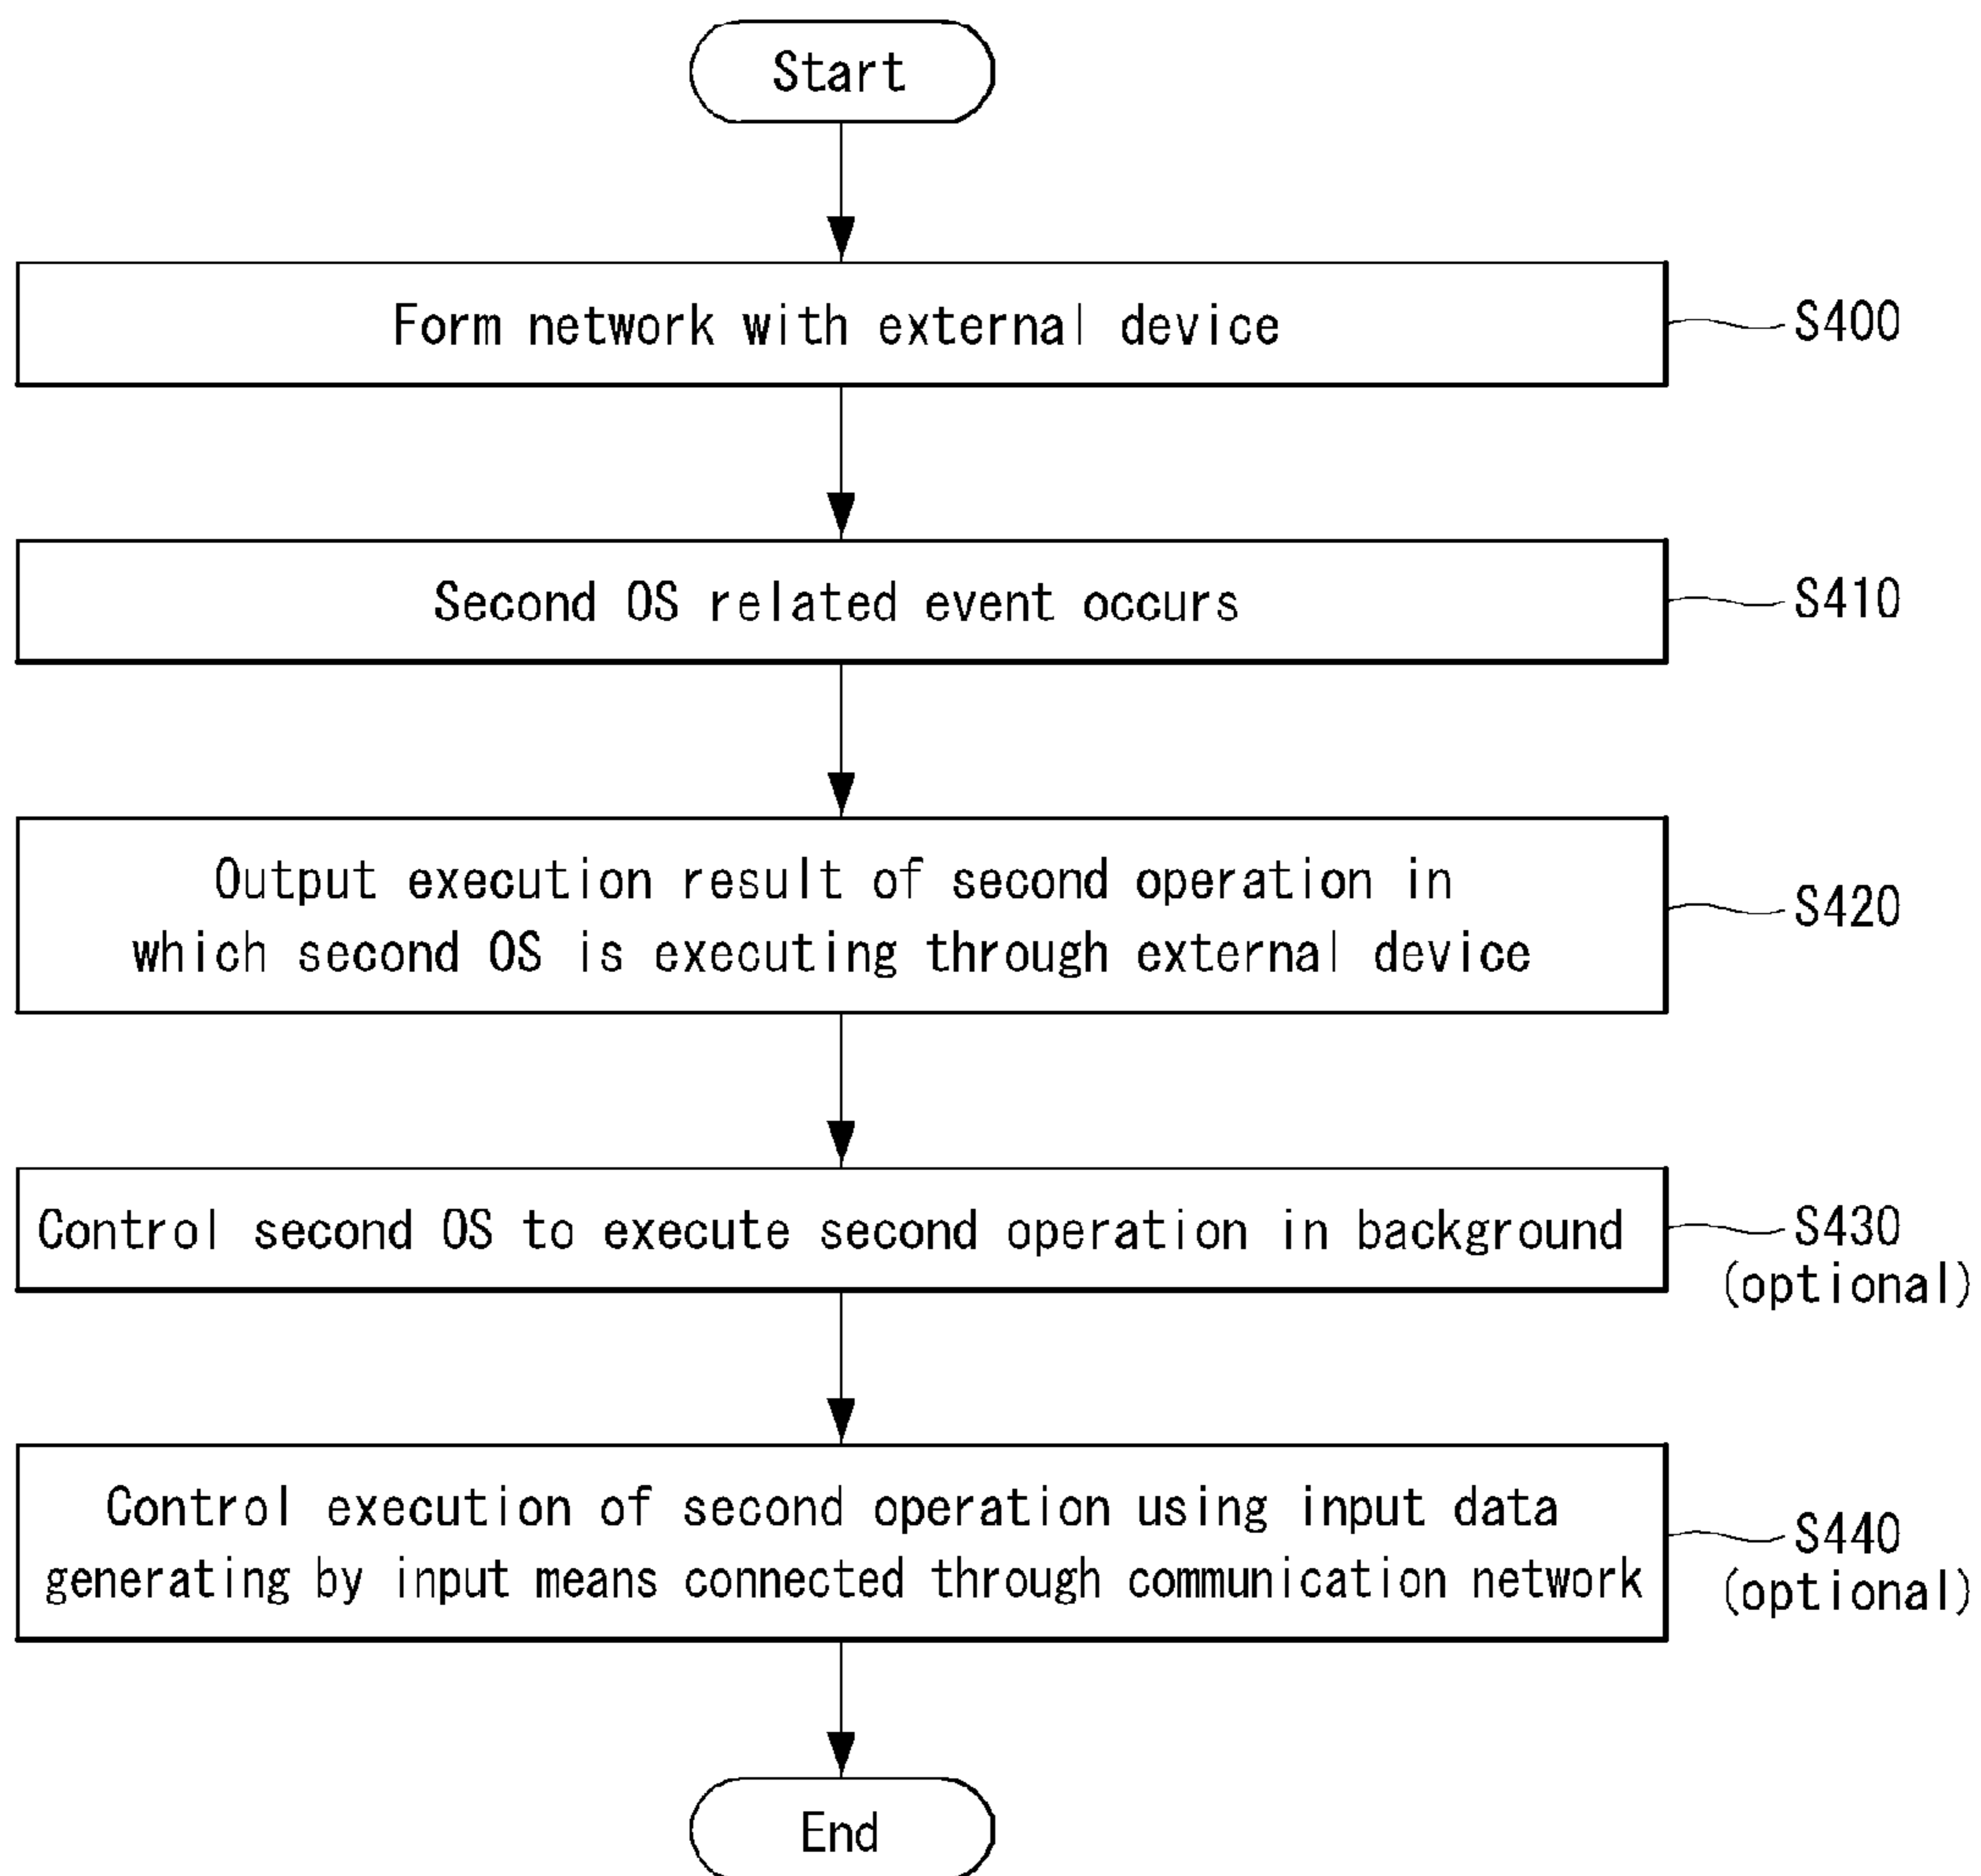 Start
Form network with external device
S400
Second OS related event occurs
S410
Output execution result of second operation in
which second OS is executing through external device
S420
Control second OS to execute second operation in background
S430
(optional)
Control execution of second operation using input data
generating by input means connected through communication network
S440
(optional)
End